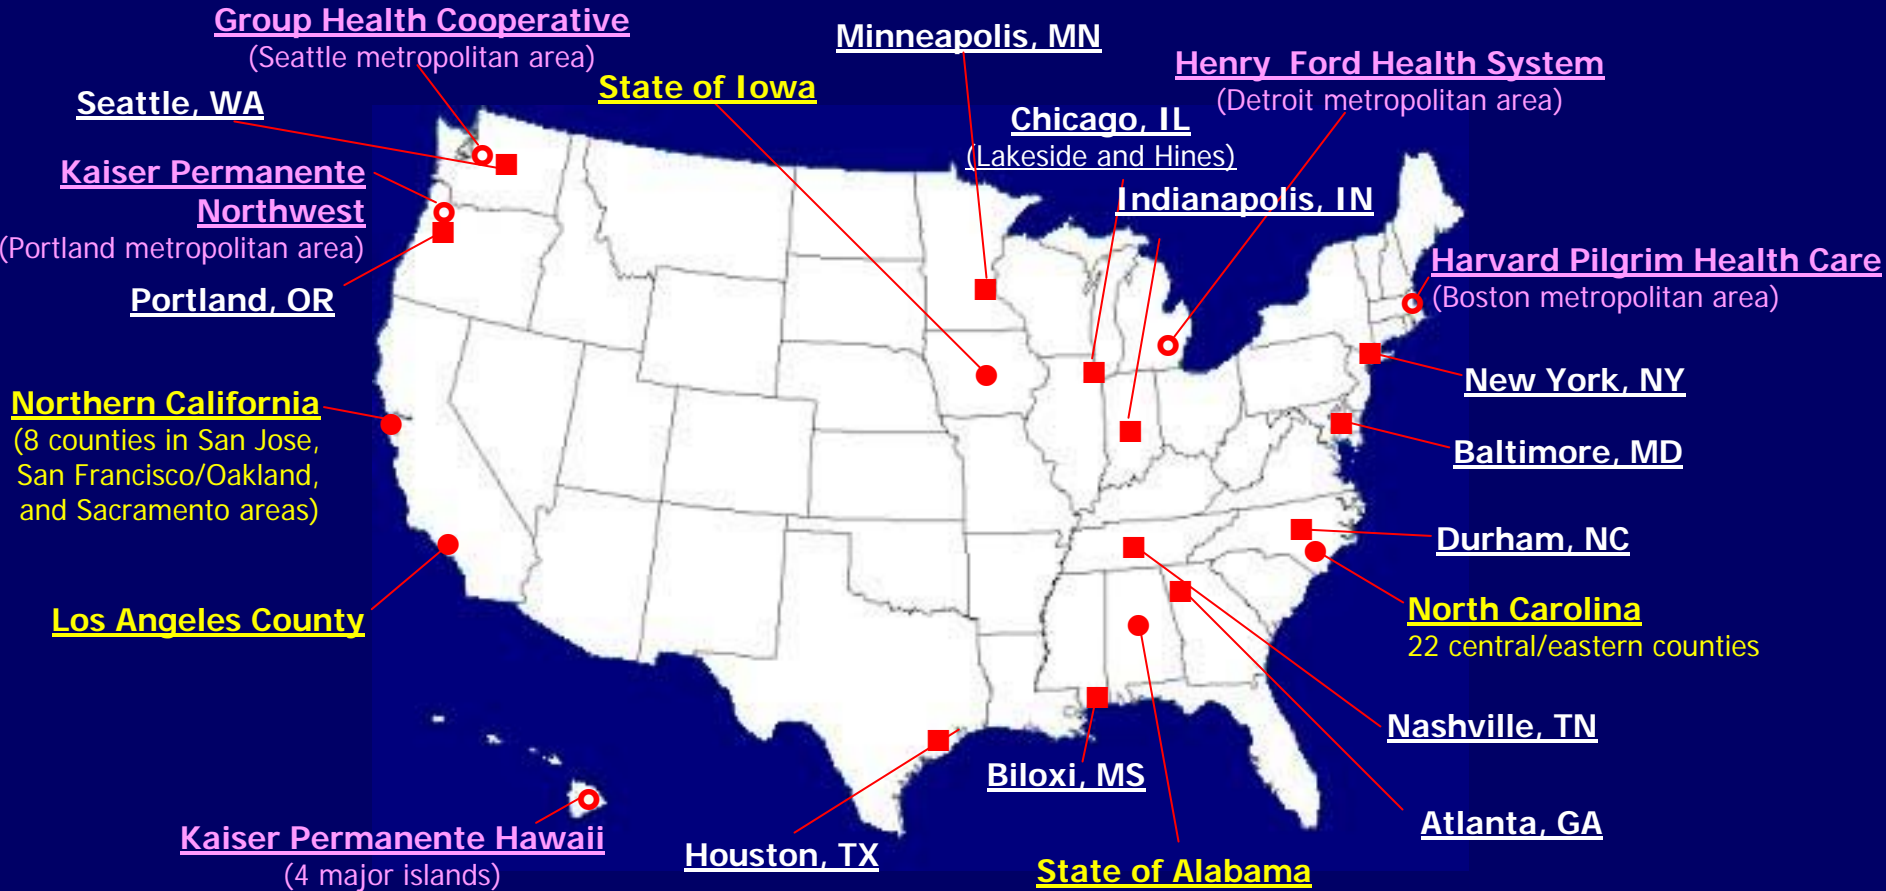 Group Health Cooperative
(Seattle metropolitan area)
Minneapolis, MN
Henry Ford Health System
(Detroit metropolitan area)
State of Iowa
Seattle, WA
Chicago, IL
(Lakeside and Hines)
Kaiser Permanente
Northwest
(Portland metropolitan area)
Indianapolis, IN
Portland, OR
Harvard Pilgrim Health Care
(Boston metropolitan area)
New York, NY
Northern California
(8 counties in San Jose,
San Francisco/Oakland,
and Sacramento areas)
Baltimore, MD
Durham, NC
Los Angeles County
North Carolina
22 central/eastern counties
Nashville, TN
Biloxi, MS
Atlanta, GA
Kaiser Permanente Hawaii
(4 major islands)
Houston, TX
State of Alabama